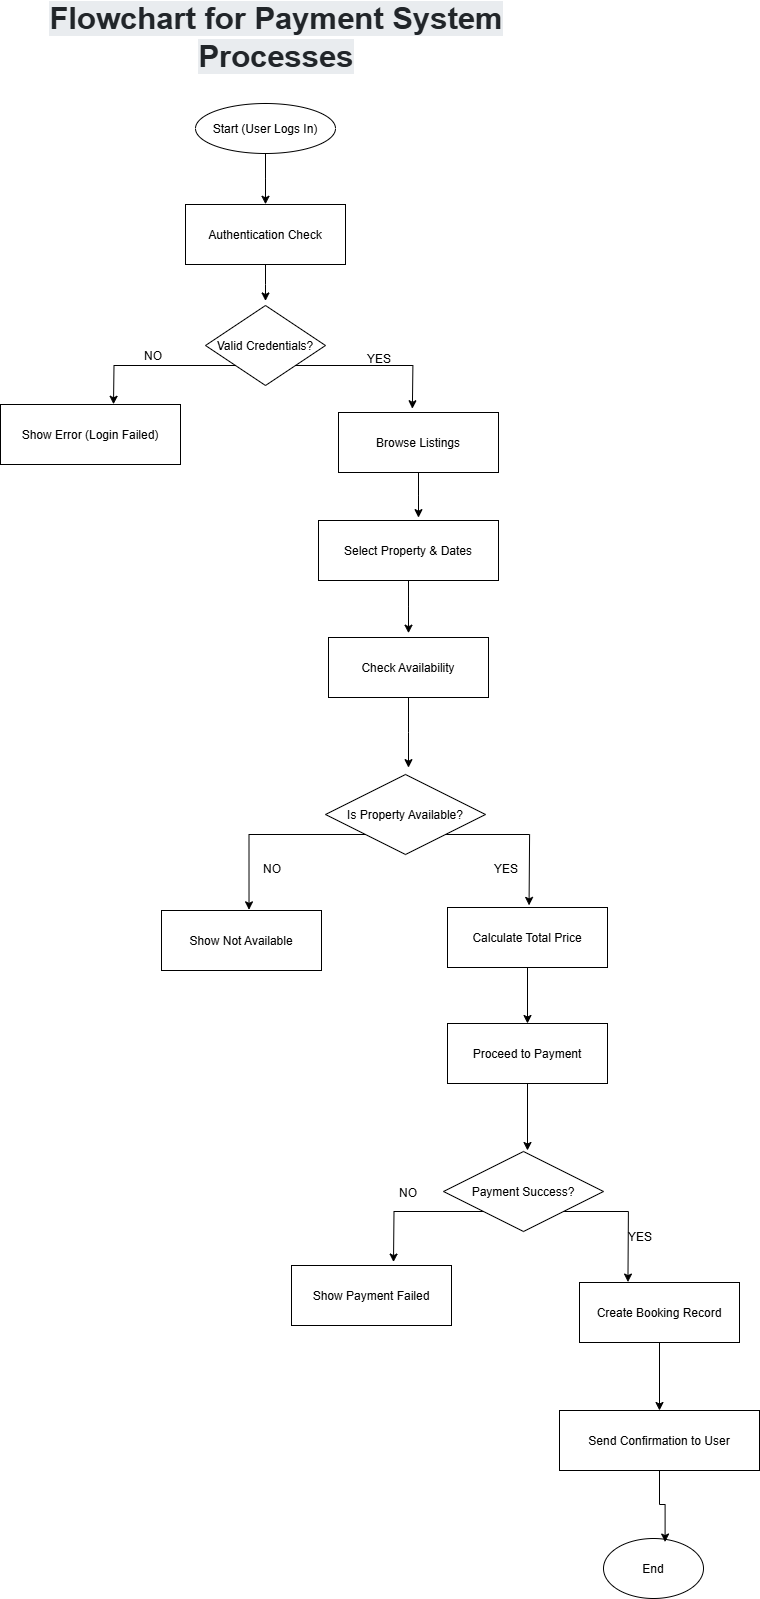 Flowchart for Payment System
Processes
Start (User Logs In)
Authentication Check
Valid Credentials?
NO
YES
Show Error (Login Failed)
Browse Listings
Select Property & Dates
Check Availability
Is Property Available?
NO
YES
Show Not Available
Calculate Total Price
Proceed to Payment
Payment Success?
NO
YES
Show Payment Failed
Create Booking Record
Send Confirmation to User
End